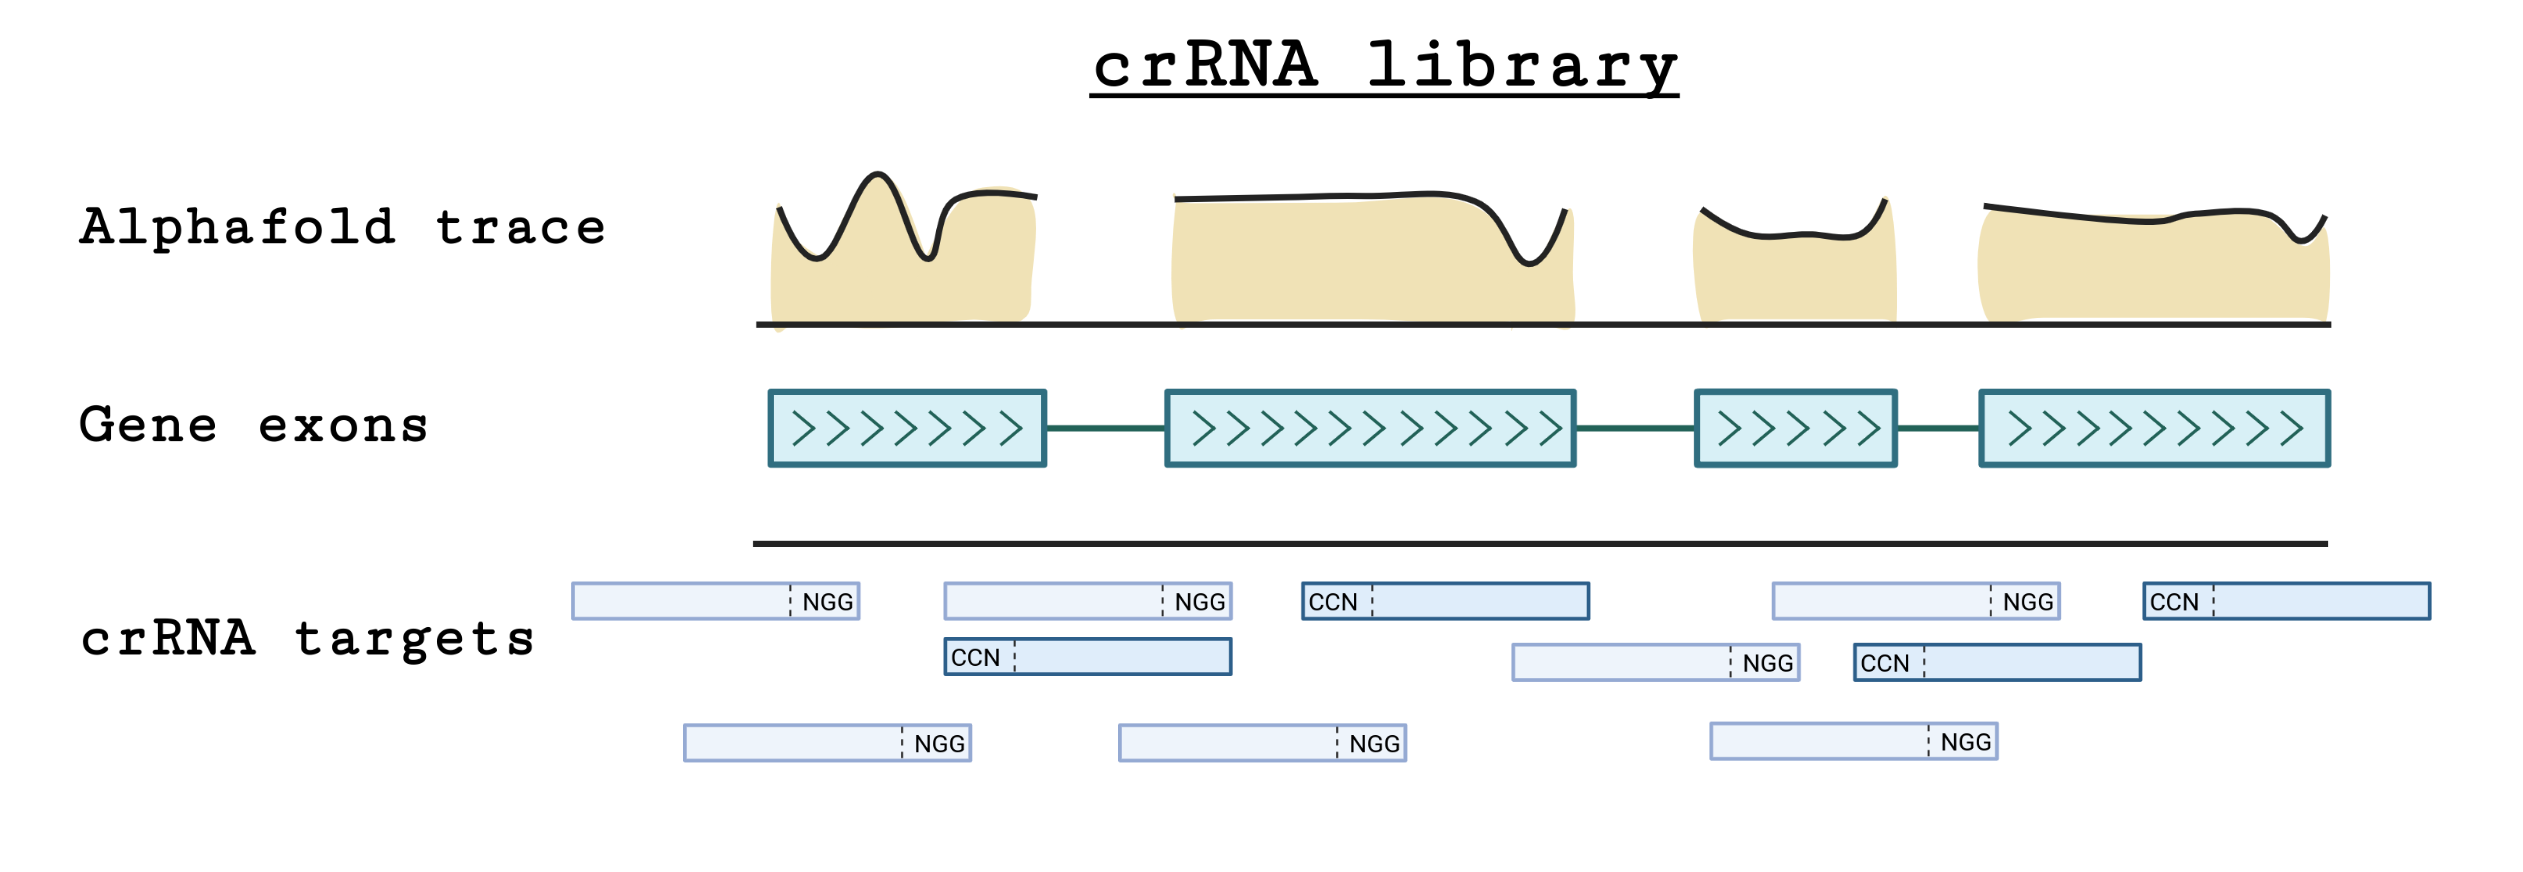 crRNA library
Alphafold trace
Gene exons
crRNA targets
NGG
NGG
CCN
NGG
CCN
CCN
NGG
CCN
NGG
NGG
NGG